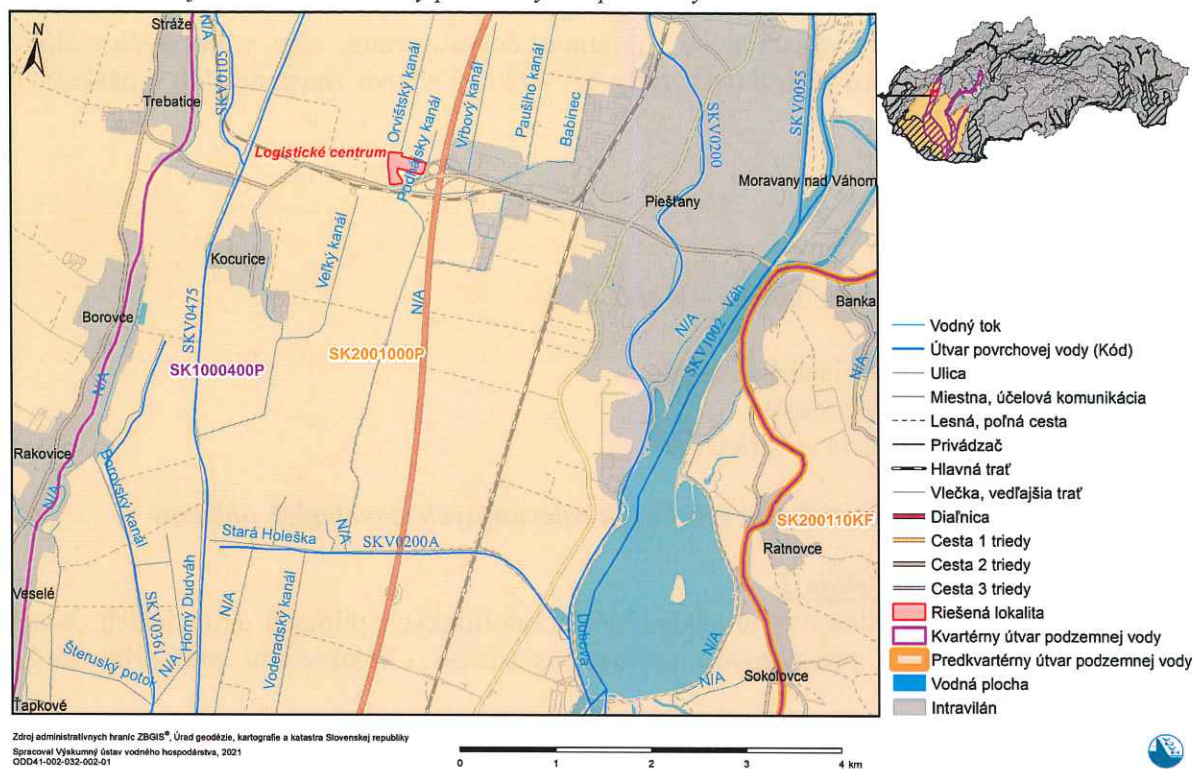 N
Stráže
N/A
SKV0105
Trebatice
Logistické centrum
Orvištský kanál
Podhájsky kanál
Vŕbový kanál
Paušiho kanál
Babinec
SKV0200
SKV0055
Moravany nad Váhom
Piešťany
Kocurice
Veľký kanál
N/A
N/A
SKV1002
Váh
Banka
N/A
Borovce
SKV0475
SK1000400P
SK2001000P
N/A
Rakovice
N/A
Borovský kanál
SK200110KF
Ratnovce
Stará Holeška
N/A
SKV0200A
Veselé
SKV0361
N/A
Horný Dudváh
N/A
Voderadský kanál
Dubová
N/A
Šteruský potok
Sokolovce
N/A
Ťapkové
Vodný tok
Útvar povrchovej vody (Kód)
Ulica
Miestna, účelová komunikácia
Lesná, poľná cesta
Privádzač
Hlavná trať
Vlečka, vedľajšia trať
Diaľnica
Cesta 1 triedy
Cesta 2 triedy
Cesta 3 triedy
Riešená lokalita
Kvartérny útvar podzemnej vody
Predkvartérny útvar podzemnej vody
Vodná plocha
Intravilán
Zdroj administratívnych hraníc ZBGIS®, Úrad geodézie, kartografie a katastra Slovenskej republiky
Spracoval Výskumný ústav vodného hospodárstva, 2021
ODD41-002-032-002-01
0 1 2 3 4 km